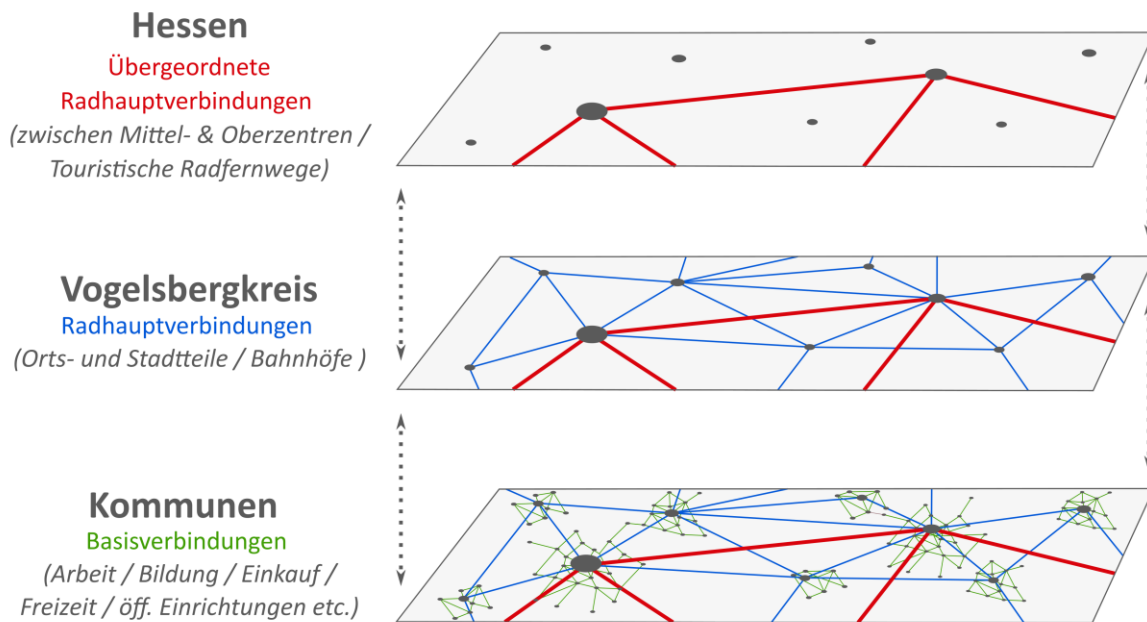 Hessen
Übergeordnete
Radhauptverbindungen
(zwischen Mittel- & Oberzentren /
Touristische Radfernwege)
Vogelsbergkreis
Radhauptverbindungen
(Orts- und Stadtteile / Bahnhöfe )
Kommunen
Basisverbindungen
(Arbeit / Bildung / Einkauf /
Freizeit / öff. Einrichtungen etc.)